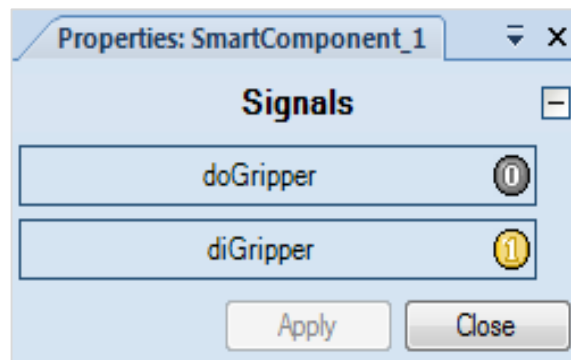 Properties: SmartComponent_1
Signals
doGripper 0
diGripper 1
Apply Close